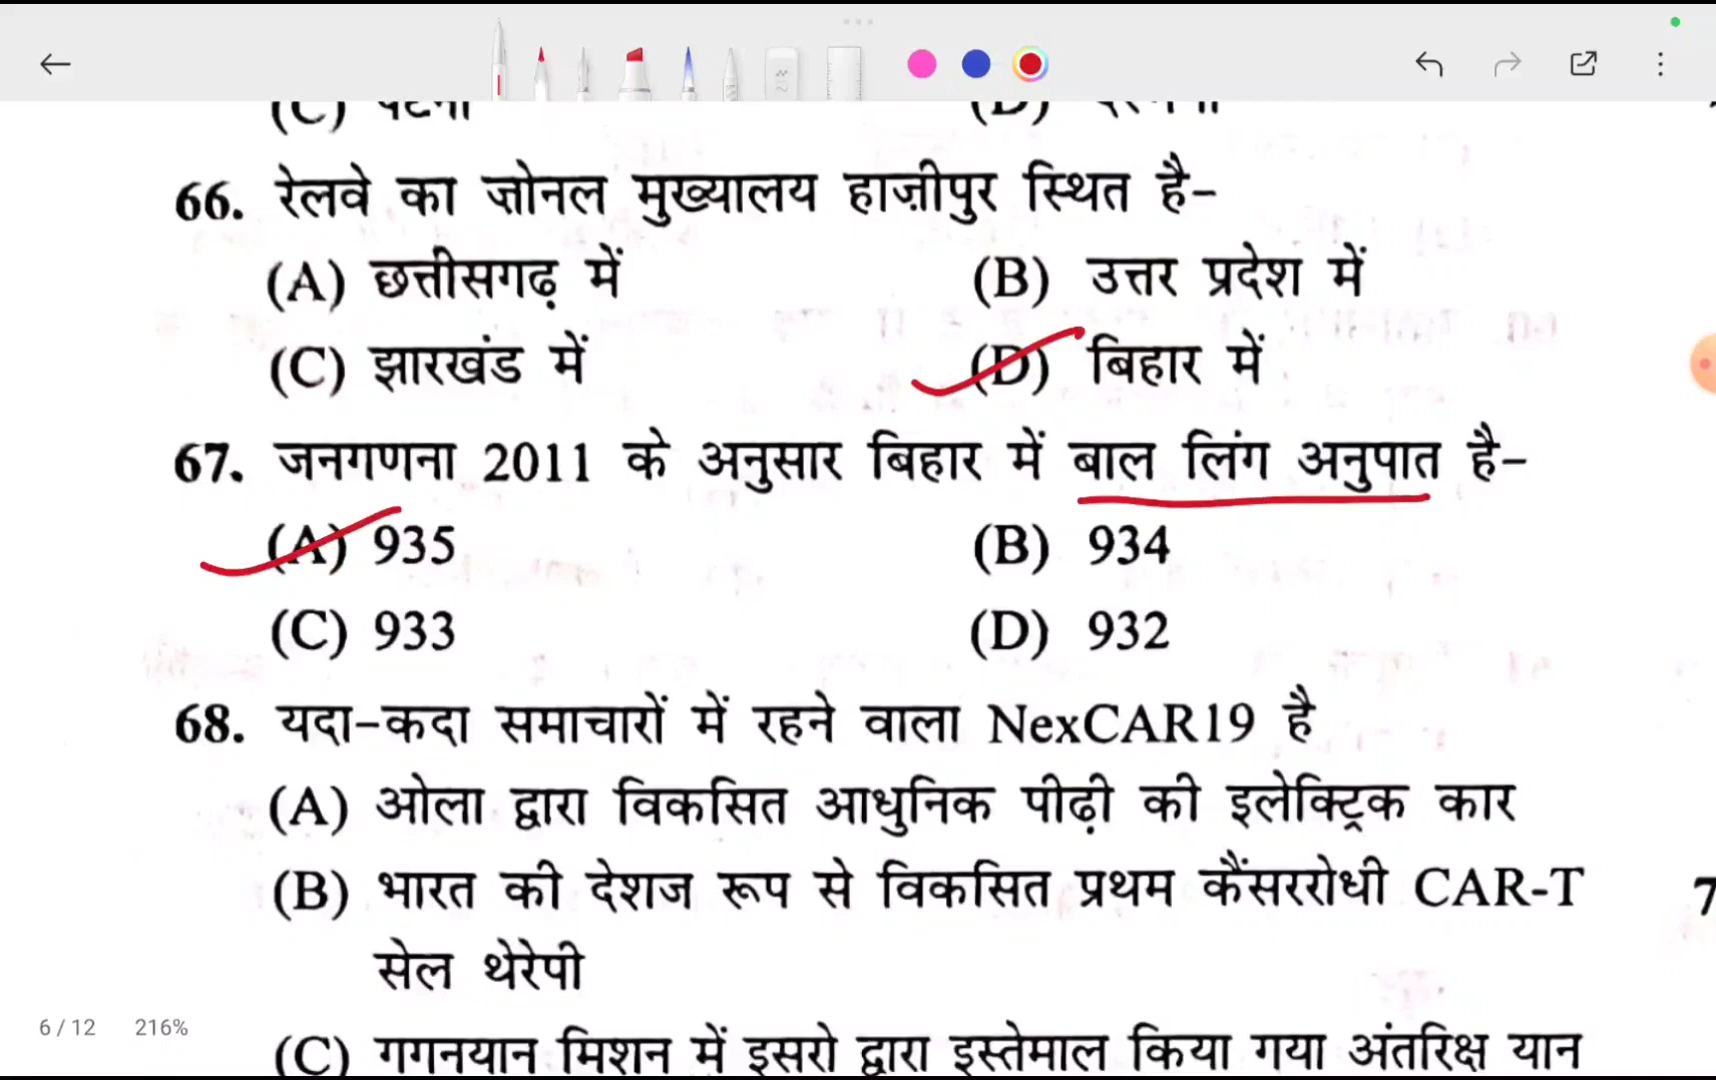 (C) पटना
66. रेलवे का ज़ोनल मुख्यालय हाज़ीपुर स्थित है-
(A) छत्तीसगढ़ में (B) उत्तर प्रदेश में
(C) झारखंड में (D) बिहार में
67. जनगणना 2011 के अनुसार बिहार में बाल लिंग अनुपात है-
(A) 935 (B) 934
(C) 933 (D) 932
68. यदा-कदा समाचारों में रहने वाला NexCAR19 है
(A) ओला द्वारा विकसित आधुनिक पीढ़ी की इलेक्ट्रिक कार
(B) भारत की देशज रूप से विकसित प्रथम कैंसररोधी CAR-T
सेल थेरेपी
(C) गगनयान मिशन में इसरो द्वारा इस्तेमाल किया गया अंतरिक्ष यान
6 / 12 216%